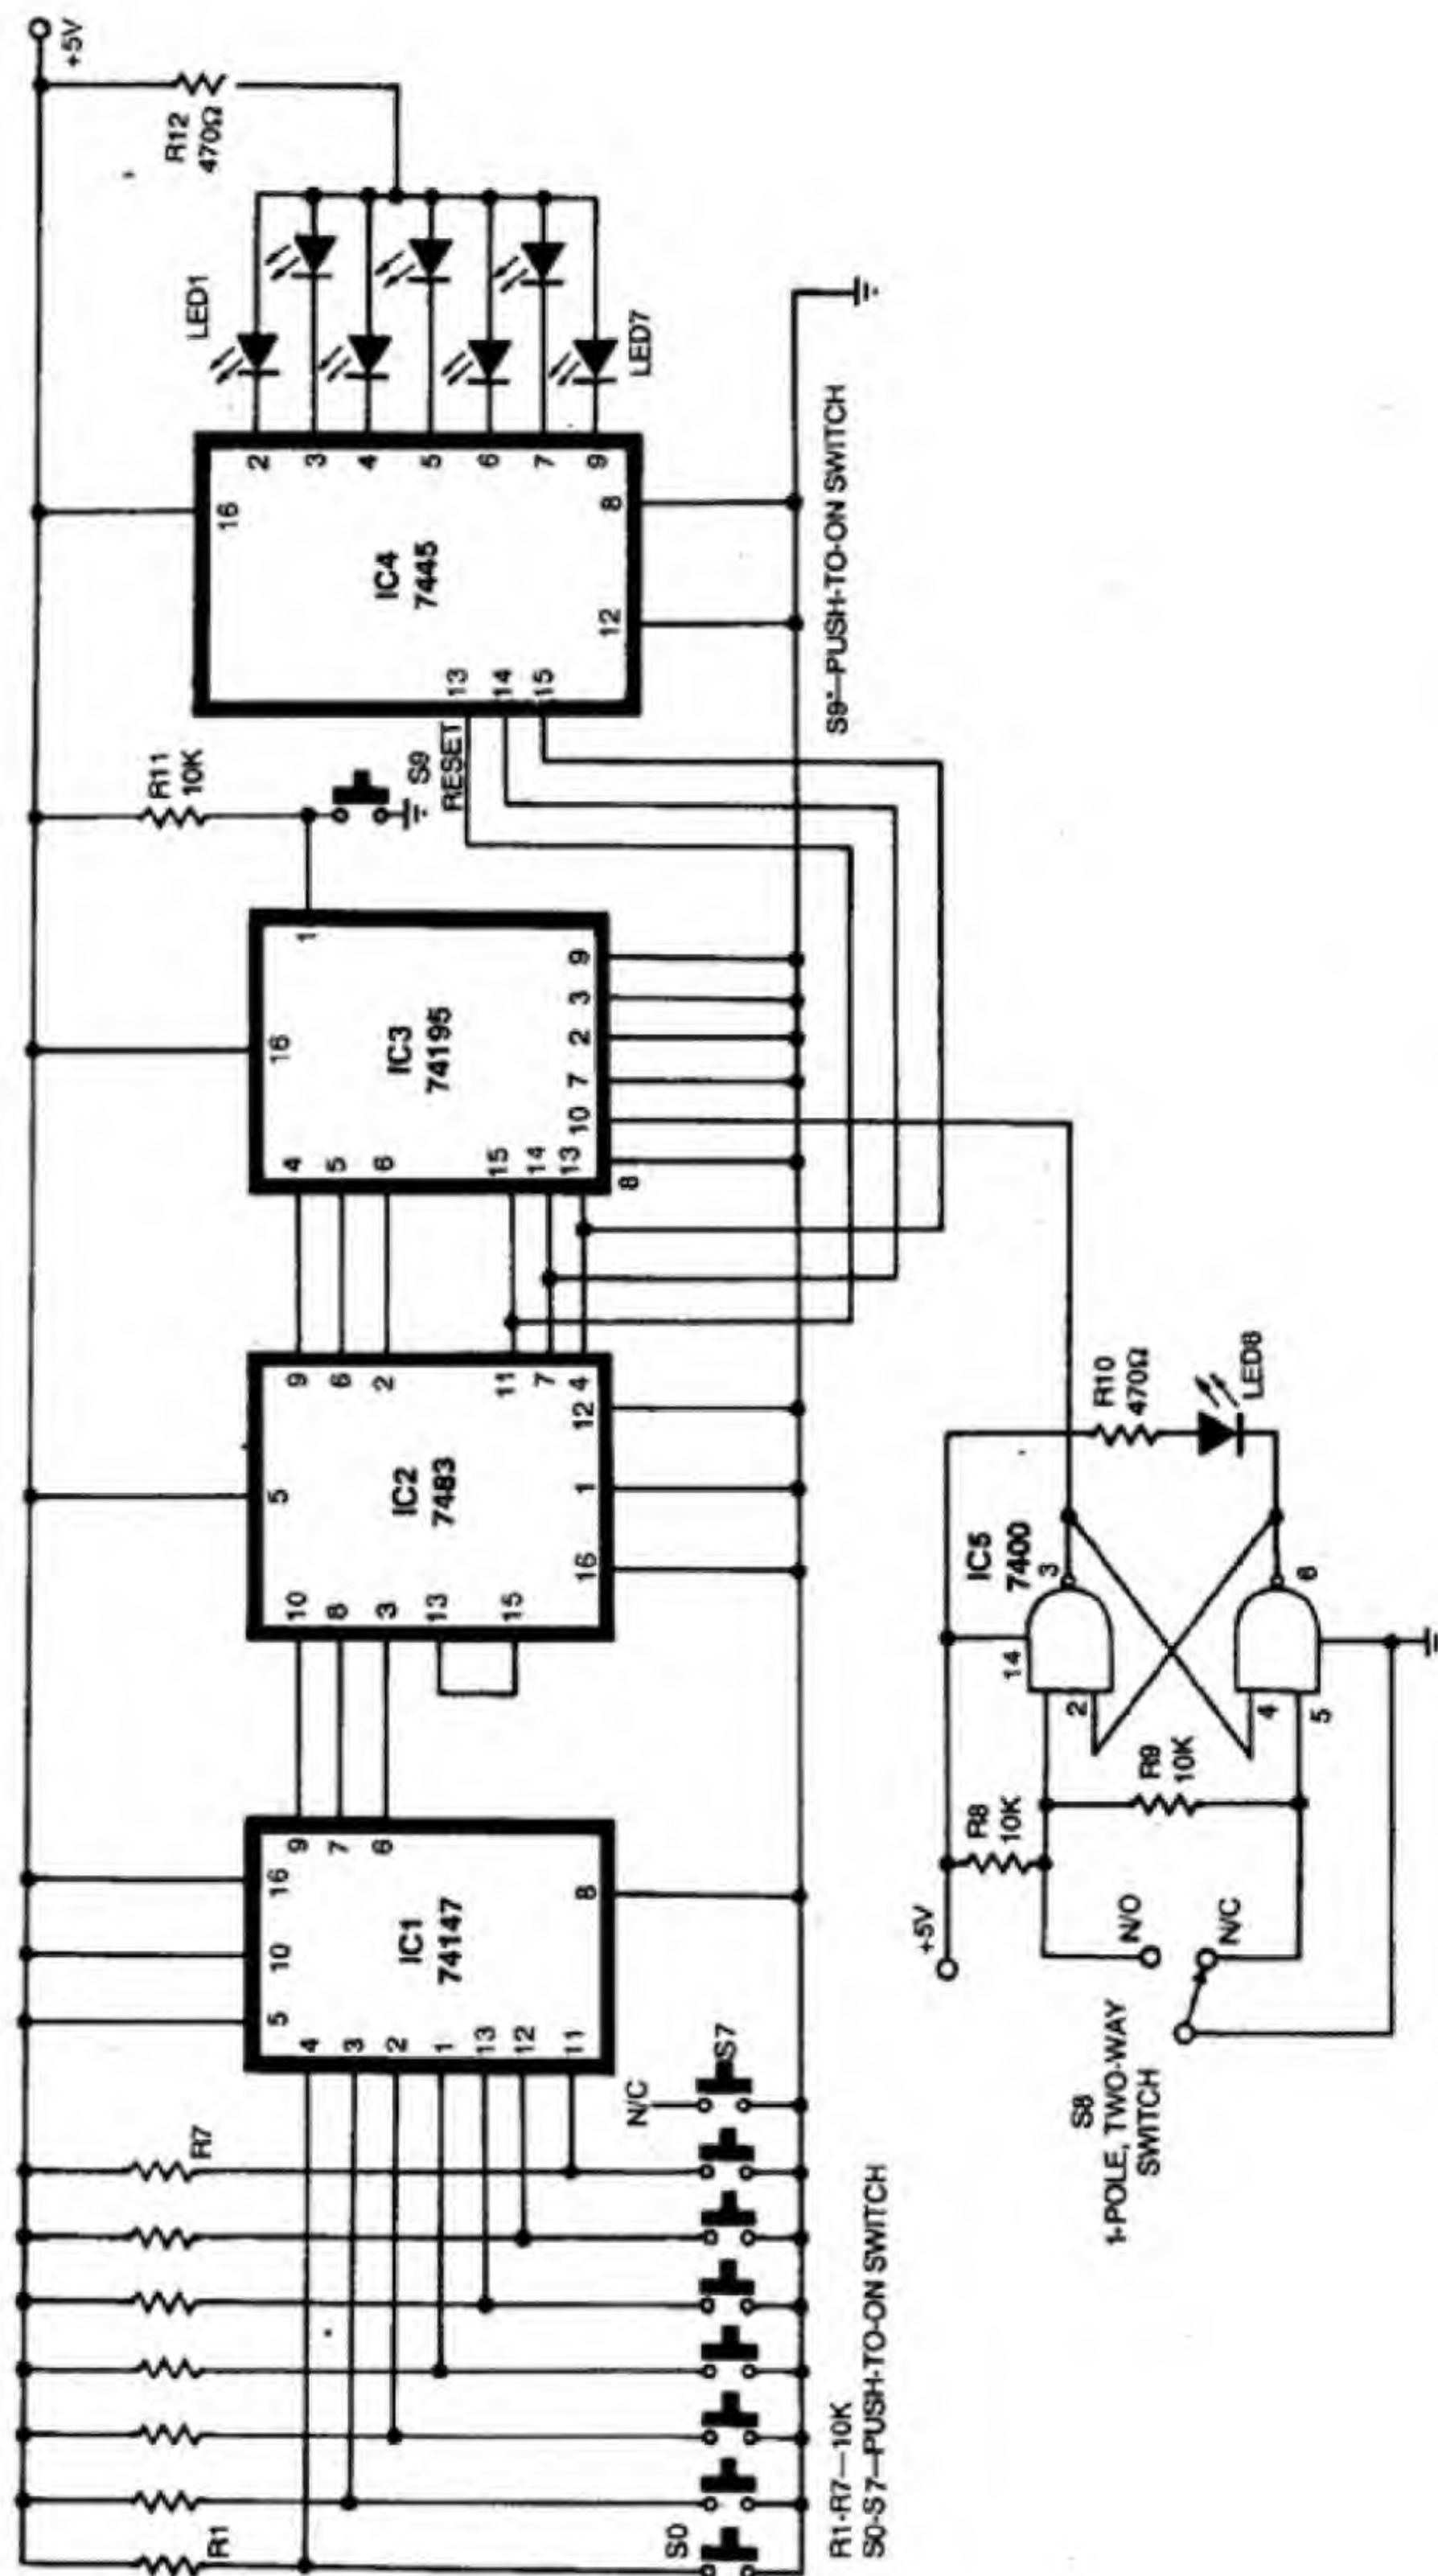 +5V
R12
470Ω
LED1
LED7
R11
10K
S9
RESET
16
2
3
4
5
6
7
9
IC4
7445
13
14
15
12
8
16
1
IC3
74195
4
5
6
15
14
13
8
10
7
2
3
9
5
9
6
2
11
7
4
IC2
7483
10
8
3
13
15
16
1
12
5
10
16
9
7
6
IC1
74147
4
3
2
1
13
12
11
8
R7
R1
N/C
S7
S0
R1-R7—10K
S0-S7—PUSH-TO-ON SWITCH
S9*—PUSH-TO-ON SWITCH
+5V
R8
10K
R9
10K
N/O
N/C
S8
1-POLE, TWO-WAY
SWITCH
14
2
3
IC5
7400
4
5
6
R10
470Ω
LED8